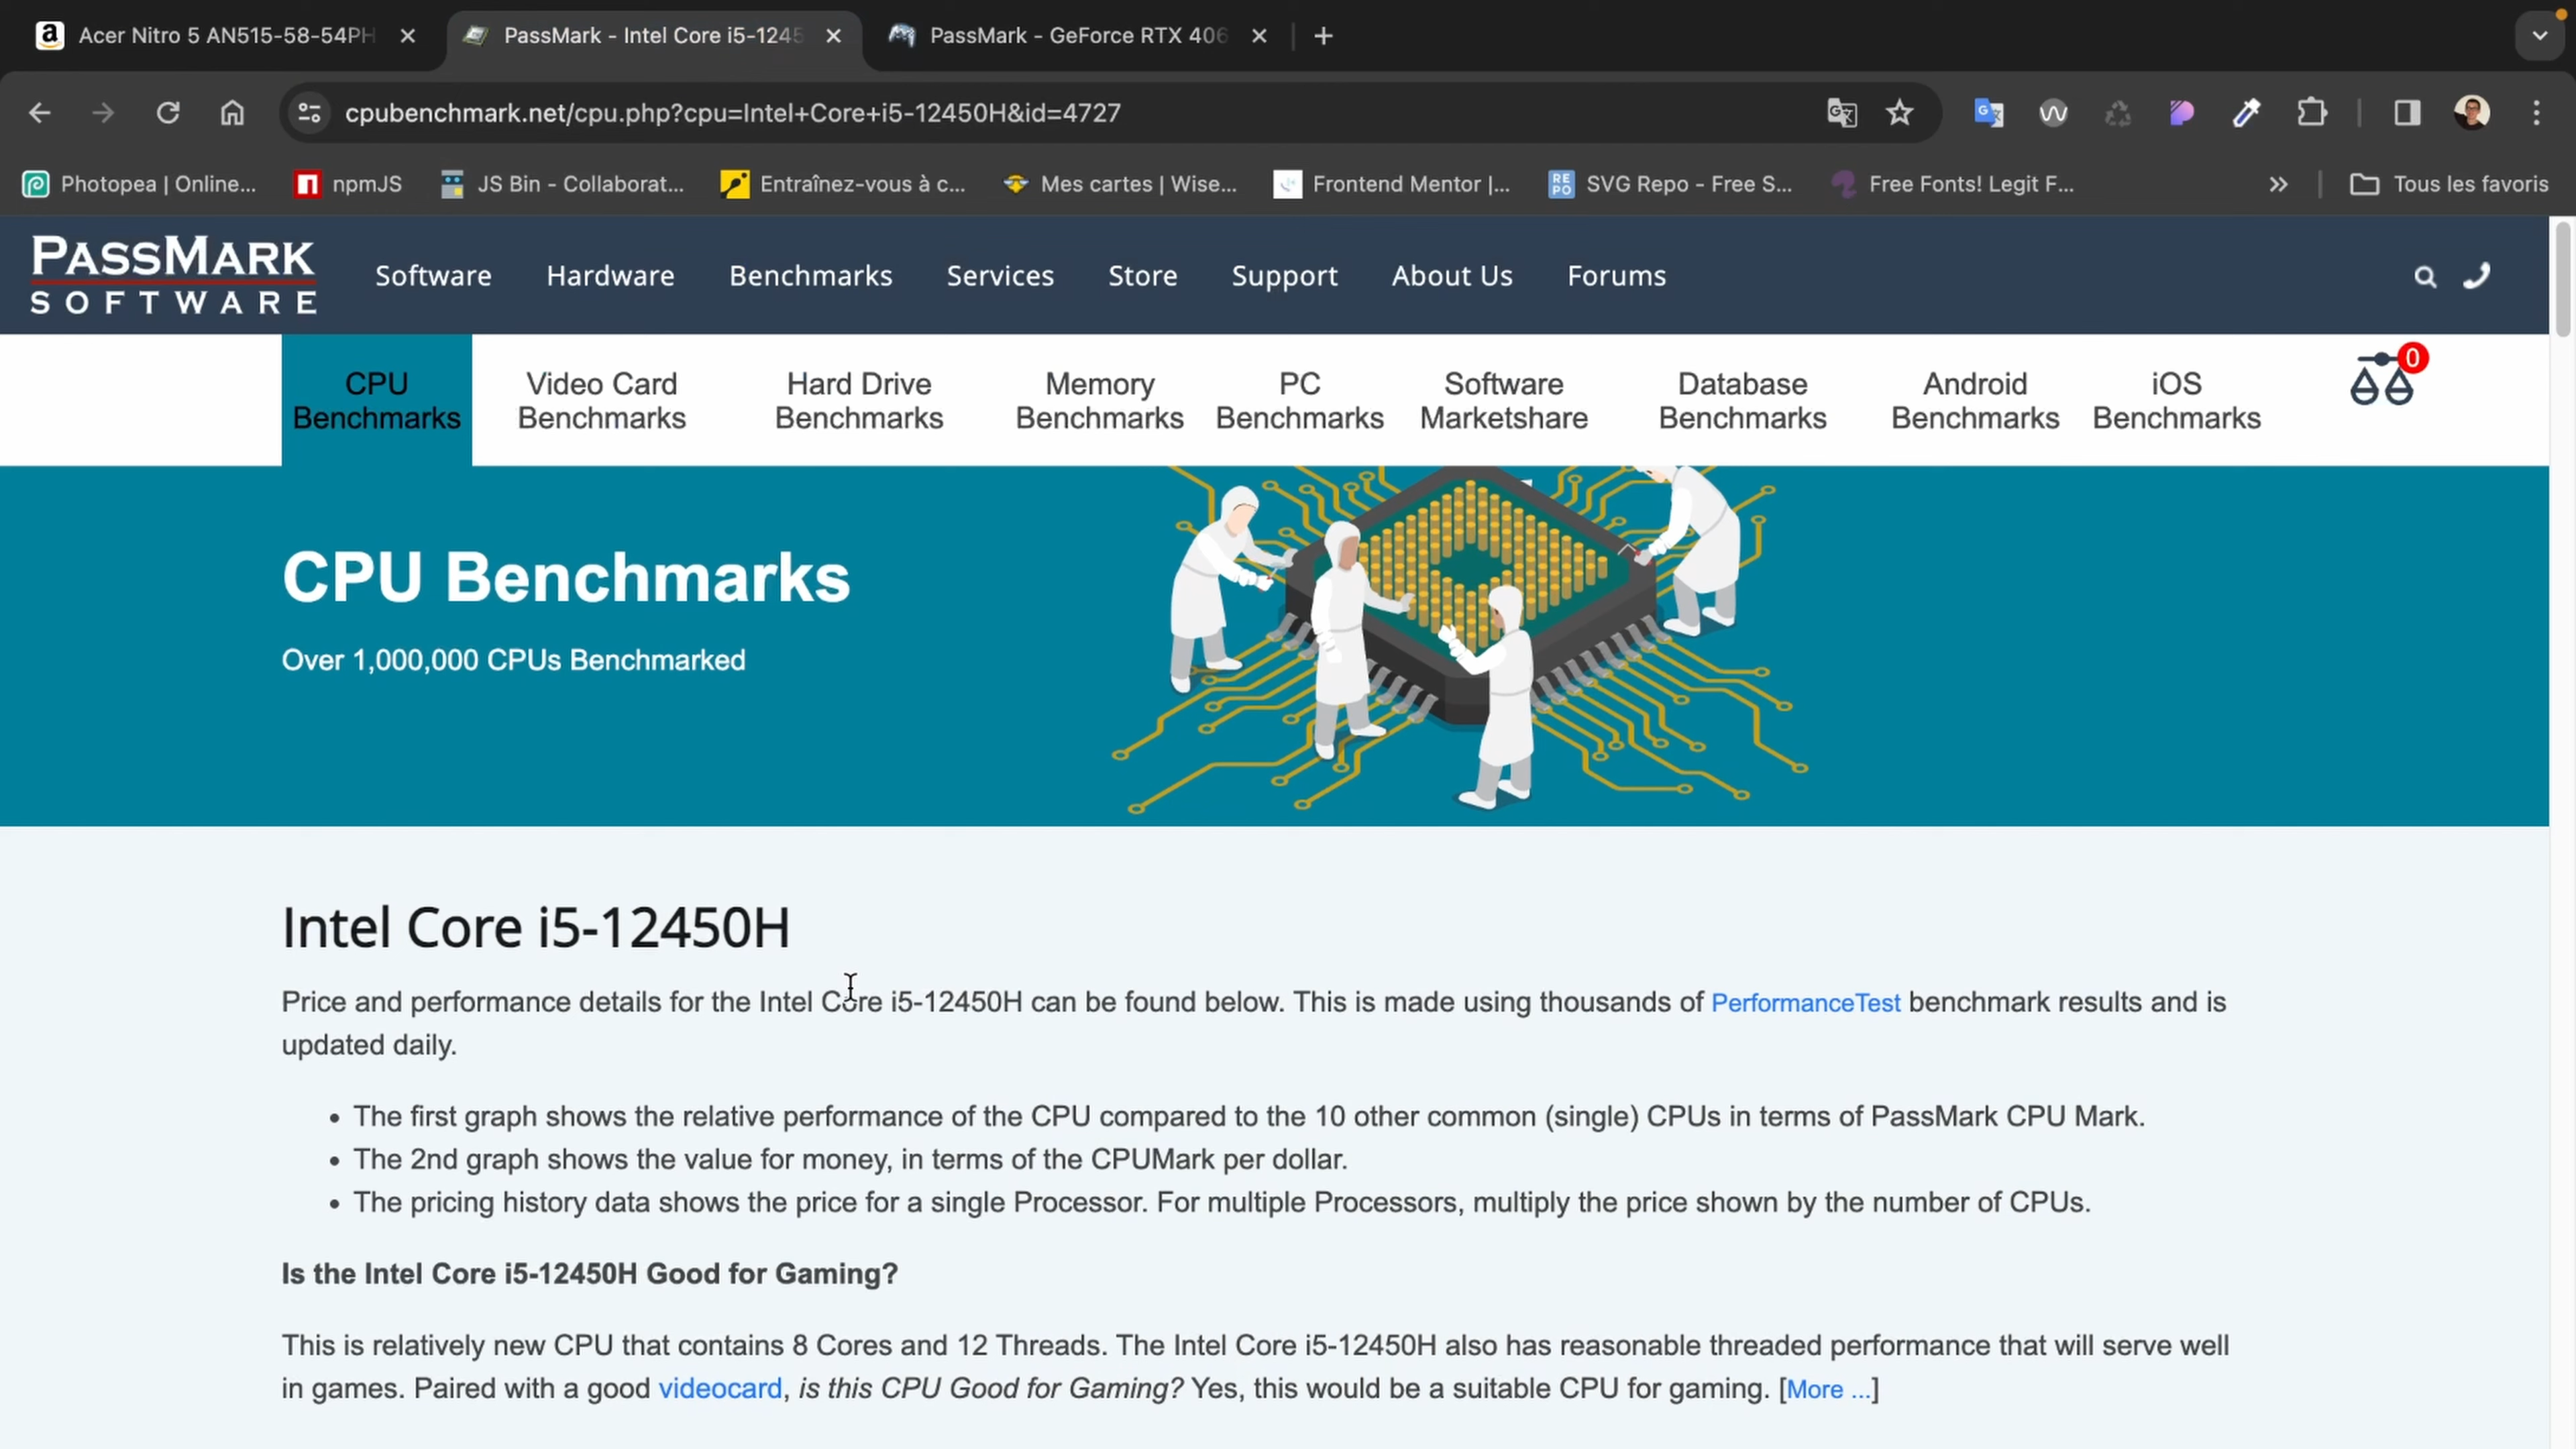 Acer Nitro 5 AN515-58-54PH
PassMark - Intel Core i5-1245
PassMark - GeForce RTX 406
cpubenchmark.net/cpu.php?cpu=Intel+Core+i5-12450H&id=4727
Photopea | Online...
npmJS
JS Bin - Collaborat...
Entraînez-vous à c...
Mes cartes | Wise...
Frontend Mentor |...
SVG Repo - Free S...
Free Fonts! Legit F...
Tous les favoris
PASSMARK
SOFTWARE
Software
Hardware
Benchmarks
Services
Store
Support
About Us
Forums
CPU
Benchmarks
Video Card
Benchmarks
Hard Drive
Benchmarks
Memory
Benchmarks
PC
Benchmarks
Software
Marketshare
Database
Benchmarks
Android
Benchmarks
iOS
Benchmarks
0
CPU Benchmarks
Over 1,000,000 CPUs Benchmarked
Intel Core i5-12450H
Price and performance details for the Intel Core i5-12450H can be found below. This is made using thousands of PerformanceTest benchmark results and is
updated daily.
• The first graph shows the relative performance of the CPU compared to the 10 other common (single) CPUs in terms of PassMark CPU Mark.
• The 2nd graph shows the value for money, in terms of the CPUMark per dollar.
• The pricing history data shows the price for a single Processor. For multiple Processors, multiply the price shown by the number of CPUs.
Is the Intel Core i5-12450H Good for Gaming?
This is relatively new CPU that contains 8 Cores and 12 Threads. The Intel Core i5-12450H also has reasonable threaded performance that will serve well
in games. Paired with a good videocard, is this CPU Good for Gaming? Yes, this would be a suitable CPU for gaming. [More ...]